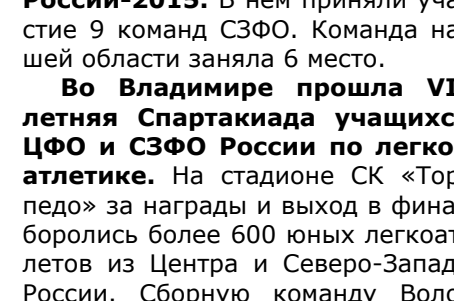 России-2015. В нём приняли уча
стие 9 команд СЗФО. Команда на
шей области заняла 6 место.
Во Владимире прошла VI
летняя Спартакиада учащихс
ЦФО и СЗФО России по легко
атлетике. На стадионе СК «Тор
педо» за награды и выход в фина
боролись более 600 юных легкоат
летов из Центра и Северо-Запад
России. Сборную команду Воло